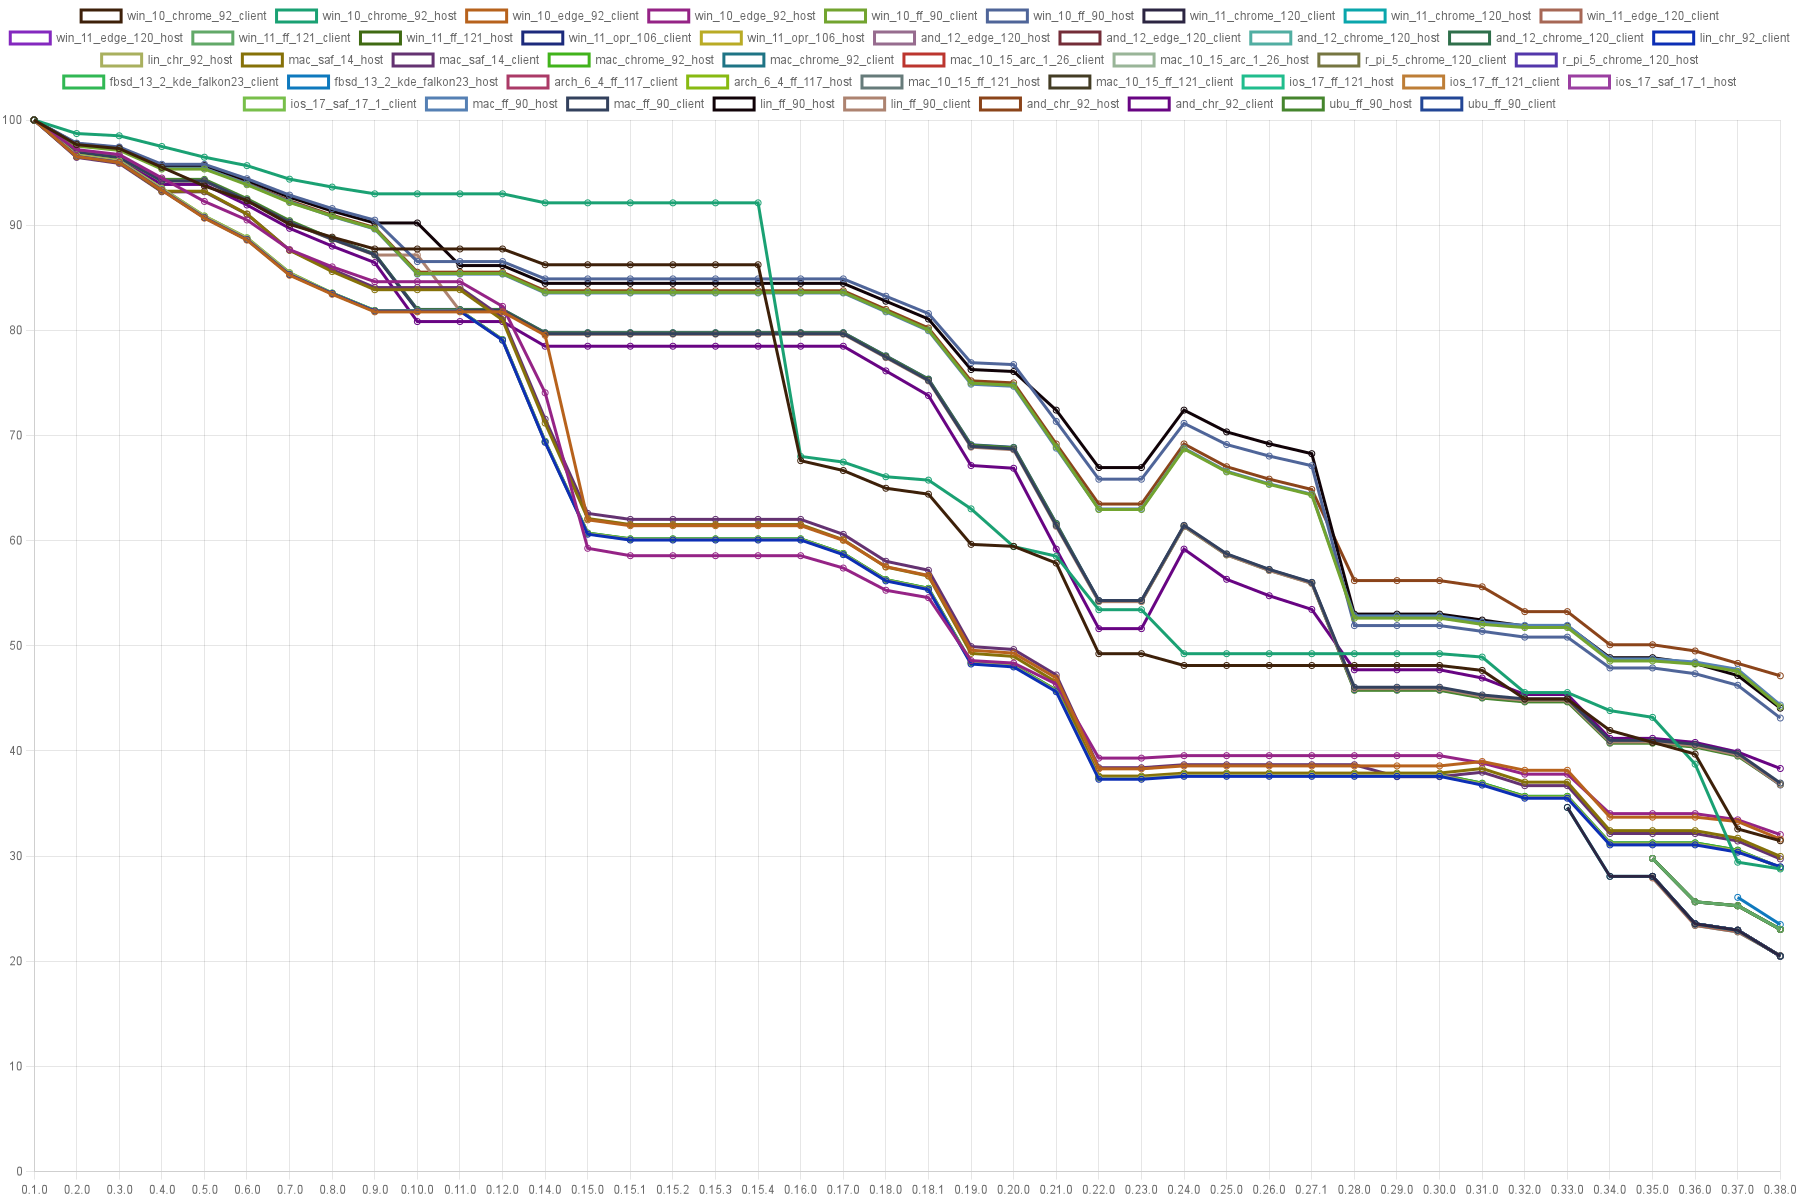 win_10_chrome_92_client win_10_chrome_92_host win_10_edge_92_client win_10_edge_92_host win_10_ff_90_client win_10_ff_90_host win_11_chrome_120_client win_11_chrome_120_host win_11_edge_120_client
win_11_edge_120_host win_11_ff_121_client win_11_ff_121_host win_11_opr_106_client win_11_opr_106_host and_12_edge_120_host and_12_edge_120_client and_12_chrome_120_host and_12_chrome_120_client lin_chr_92_client
lin_chr_92_host mac_saf_14_host mac_saf_14_client mac_chrome_92_host mac_chrome_92_client mac_10_15_arc_1_26_client mac_10_15_arc_1_26_host r_pi_5_chrome_120_client r_pi_5_chrome_120_host
fbsd_13_2_kde_falkon23_client fbsd_13_2_kde_falkon23_host arch_6_4_ff_117_client arch_6_4_ff_117_host mac_10_15_ff_121_host mac_10_15_ff_121_client ios_17_ff_121_host ios_17_ff_121_client ios_17_saf_17_1_host
ios_17_saf_17_1_client mac_ff_90_host mac_ff_90_client lin_ff_90_host lin_ff_90_client and_chr_92_host and_chr_92_client ubu_ff_90_host ubu_ff_90_client
100
90
80
70
60
50
40
30
20
10
0
0.1.0 0.2.0 0.3.0 0.4.0 0.5.0 0.6.0 0.7.0 0.8.0 0.9.0 0.10.0 0.11.0 0.12.0 0.14.0 0.15.0 0.15.1 0.15.2 0.15.3 0.15.4 0.16.0 0.17.0 0.18.0 0.18.1 0.19.0 0.20.0 0.21.0 0.22.0 0.23.0 0.24.0 0.25.0 0.26.0 0.27.1 0.28.0 0.29.0 0.30.0 0.31.0 0.32.0 0.33.0 0.34.0 0.35.0 0.36.0 0.37.0 0.38.0